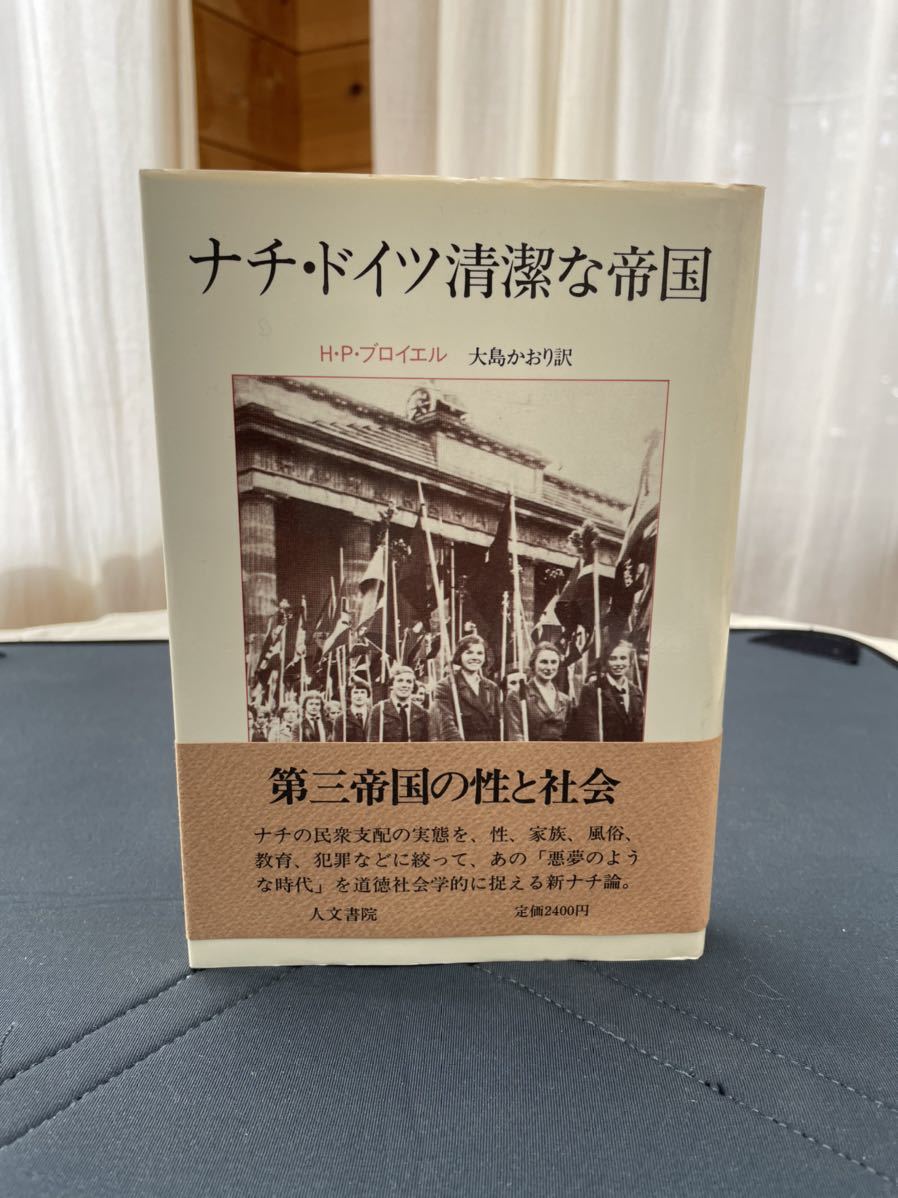 ナチ・ドイツ清潔な帝国
H・P・ブロイエル 大島かおり訳
第三帝国の性と社会
ナチの民衆支配の実態を、性、家族、風俗、
教育、犯罪などに絞って、あの「悪夢のよう
な時代」を道徳社会学的に捉える新ナチ論。
人文書院 定価2400円